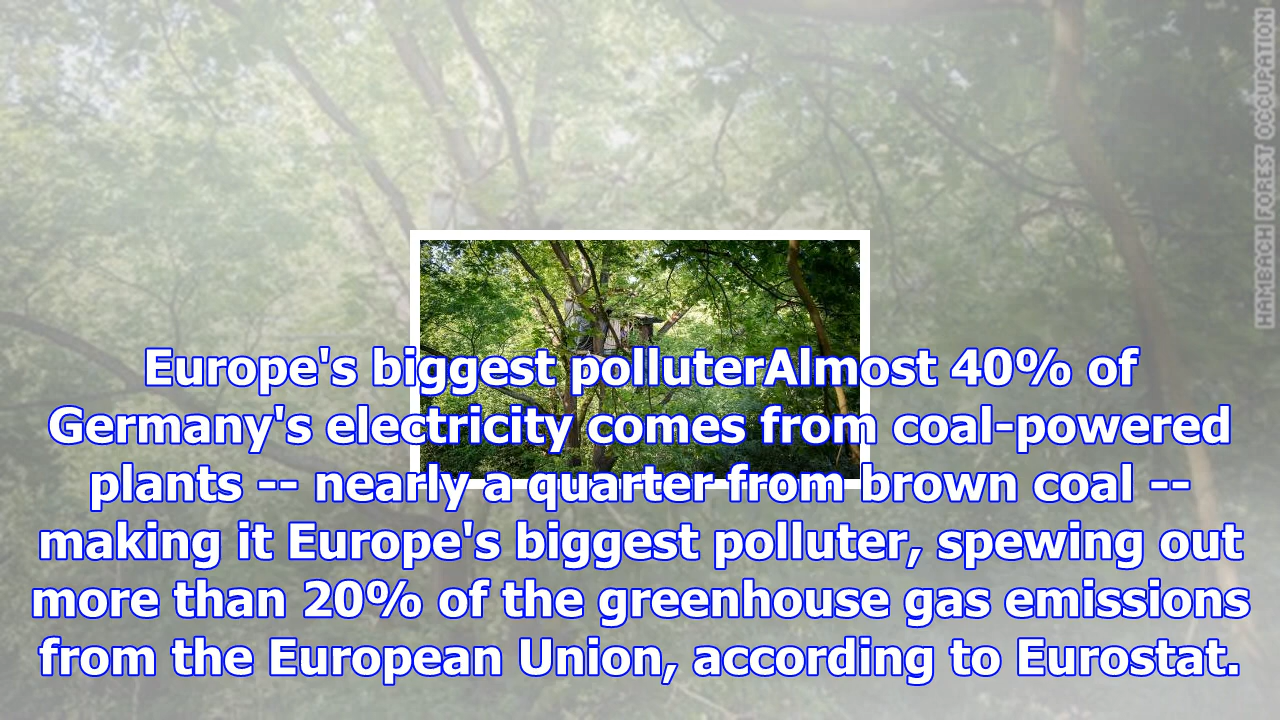 HAMBACH FOREST OCCUPATION
Europe's biggest polluterAlmost 40% of
Germany's electricity comes from coal-powered
plants -- nearly a quarter from brown coal --
making it Europe's biggest polluter, spewing out
more than 20% of the greenhouse gas emissions
from the European Union, according to Eurostat.